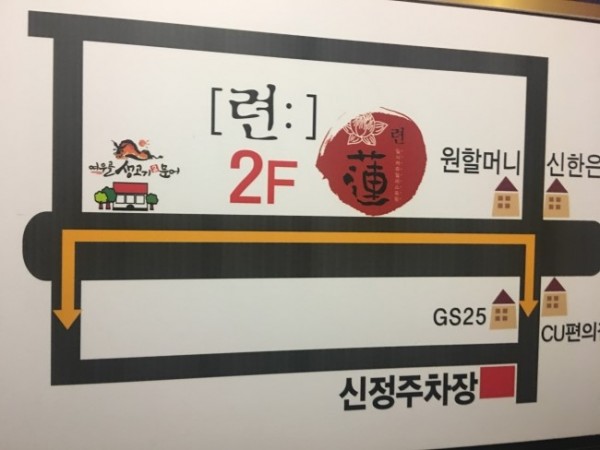 [련:]
2F
련
蓮
원할머니
신한은
GS25
CU편의
신정주차장